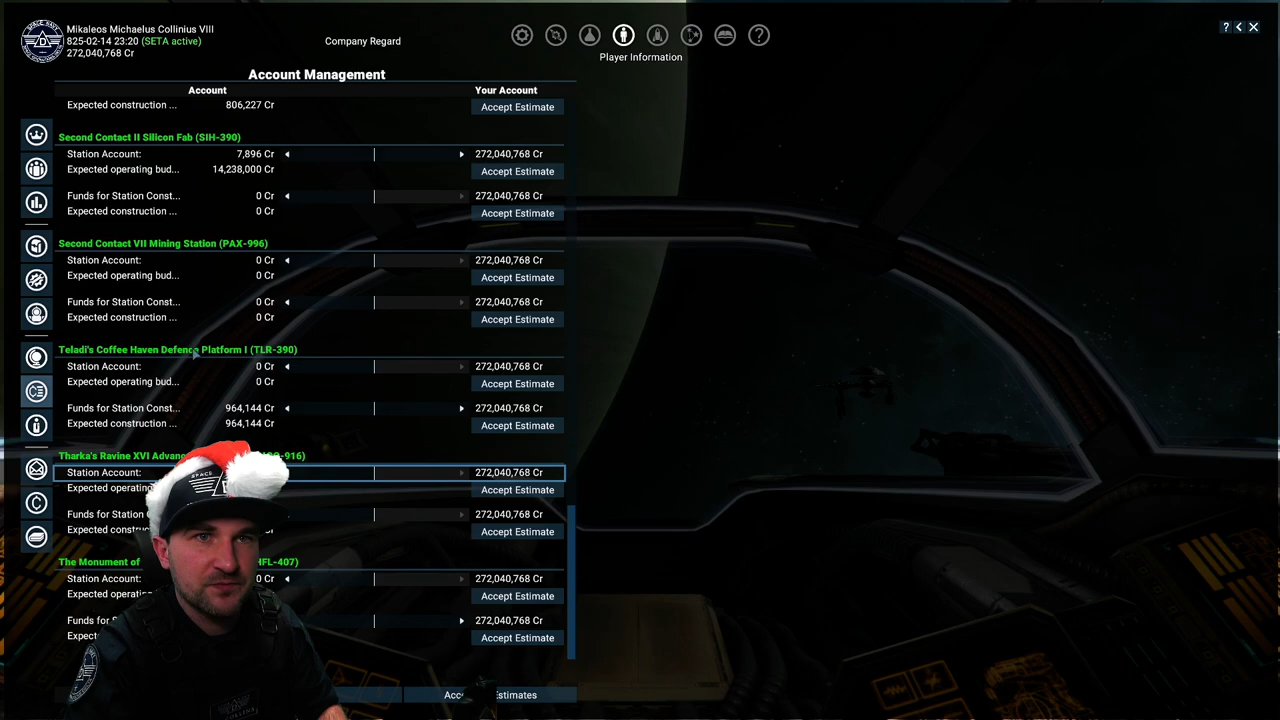 Mikaleos Michaelus Collinius VIII
825-02-14 23:20 (SETA active)
272,040,768 Cr
Company Regard
Player Information
? < X
Account Management
Account Your Account
Expected construction ... 806,227 Cr Accept Estimate
Second Contact II Silicon Fab (SIH-390)
Station Account: 7,896 Cr 272,040,768 Cr
Expected operating bud... 14,238,000 Cr Accept Estimate
Funds for Station Const... 0 Cr 272,040,768 Cr
Expected construction ... 0 Cr Accept Estimate
Second Contact VII Mining Station (PAX-996)
Station Account: 0 Cr 272,040,768 Cr
Expected operating bud... 0 Cr Accept Estimate
Funds for Station Const... 0 Cr 272,040,768 Cr
Expected construction ... 0 Cr Accept Estimate
Teladi's Coffee Haven Defence Platform I (TLR-390)
Station Account: 0 Cr 272,040,768 Cr
Expected operating bud... 0 Cr Accept Estimate
Funds for Station Const... 964,144 Cr 272,040,768 Cr
Expected construction ... 964,144 Cr Accept Estimate
Tharka's Ravine XVI -916)
Station Account: 272,040,768 Cr
Expected operating Accept Estimate
Funds for Station 272,040,768 Cr
Expected Accept Estimate
The Monument of HFL-407)
Station Account: 0 Cr 272,040,768 Cr
Expected Accept Estimate
Funds 272,040,768 Cr
Accept Estimate
Estimates
SPACE